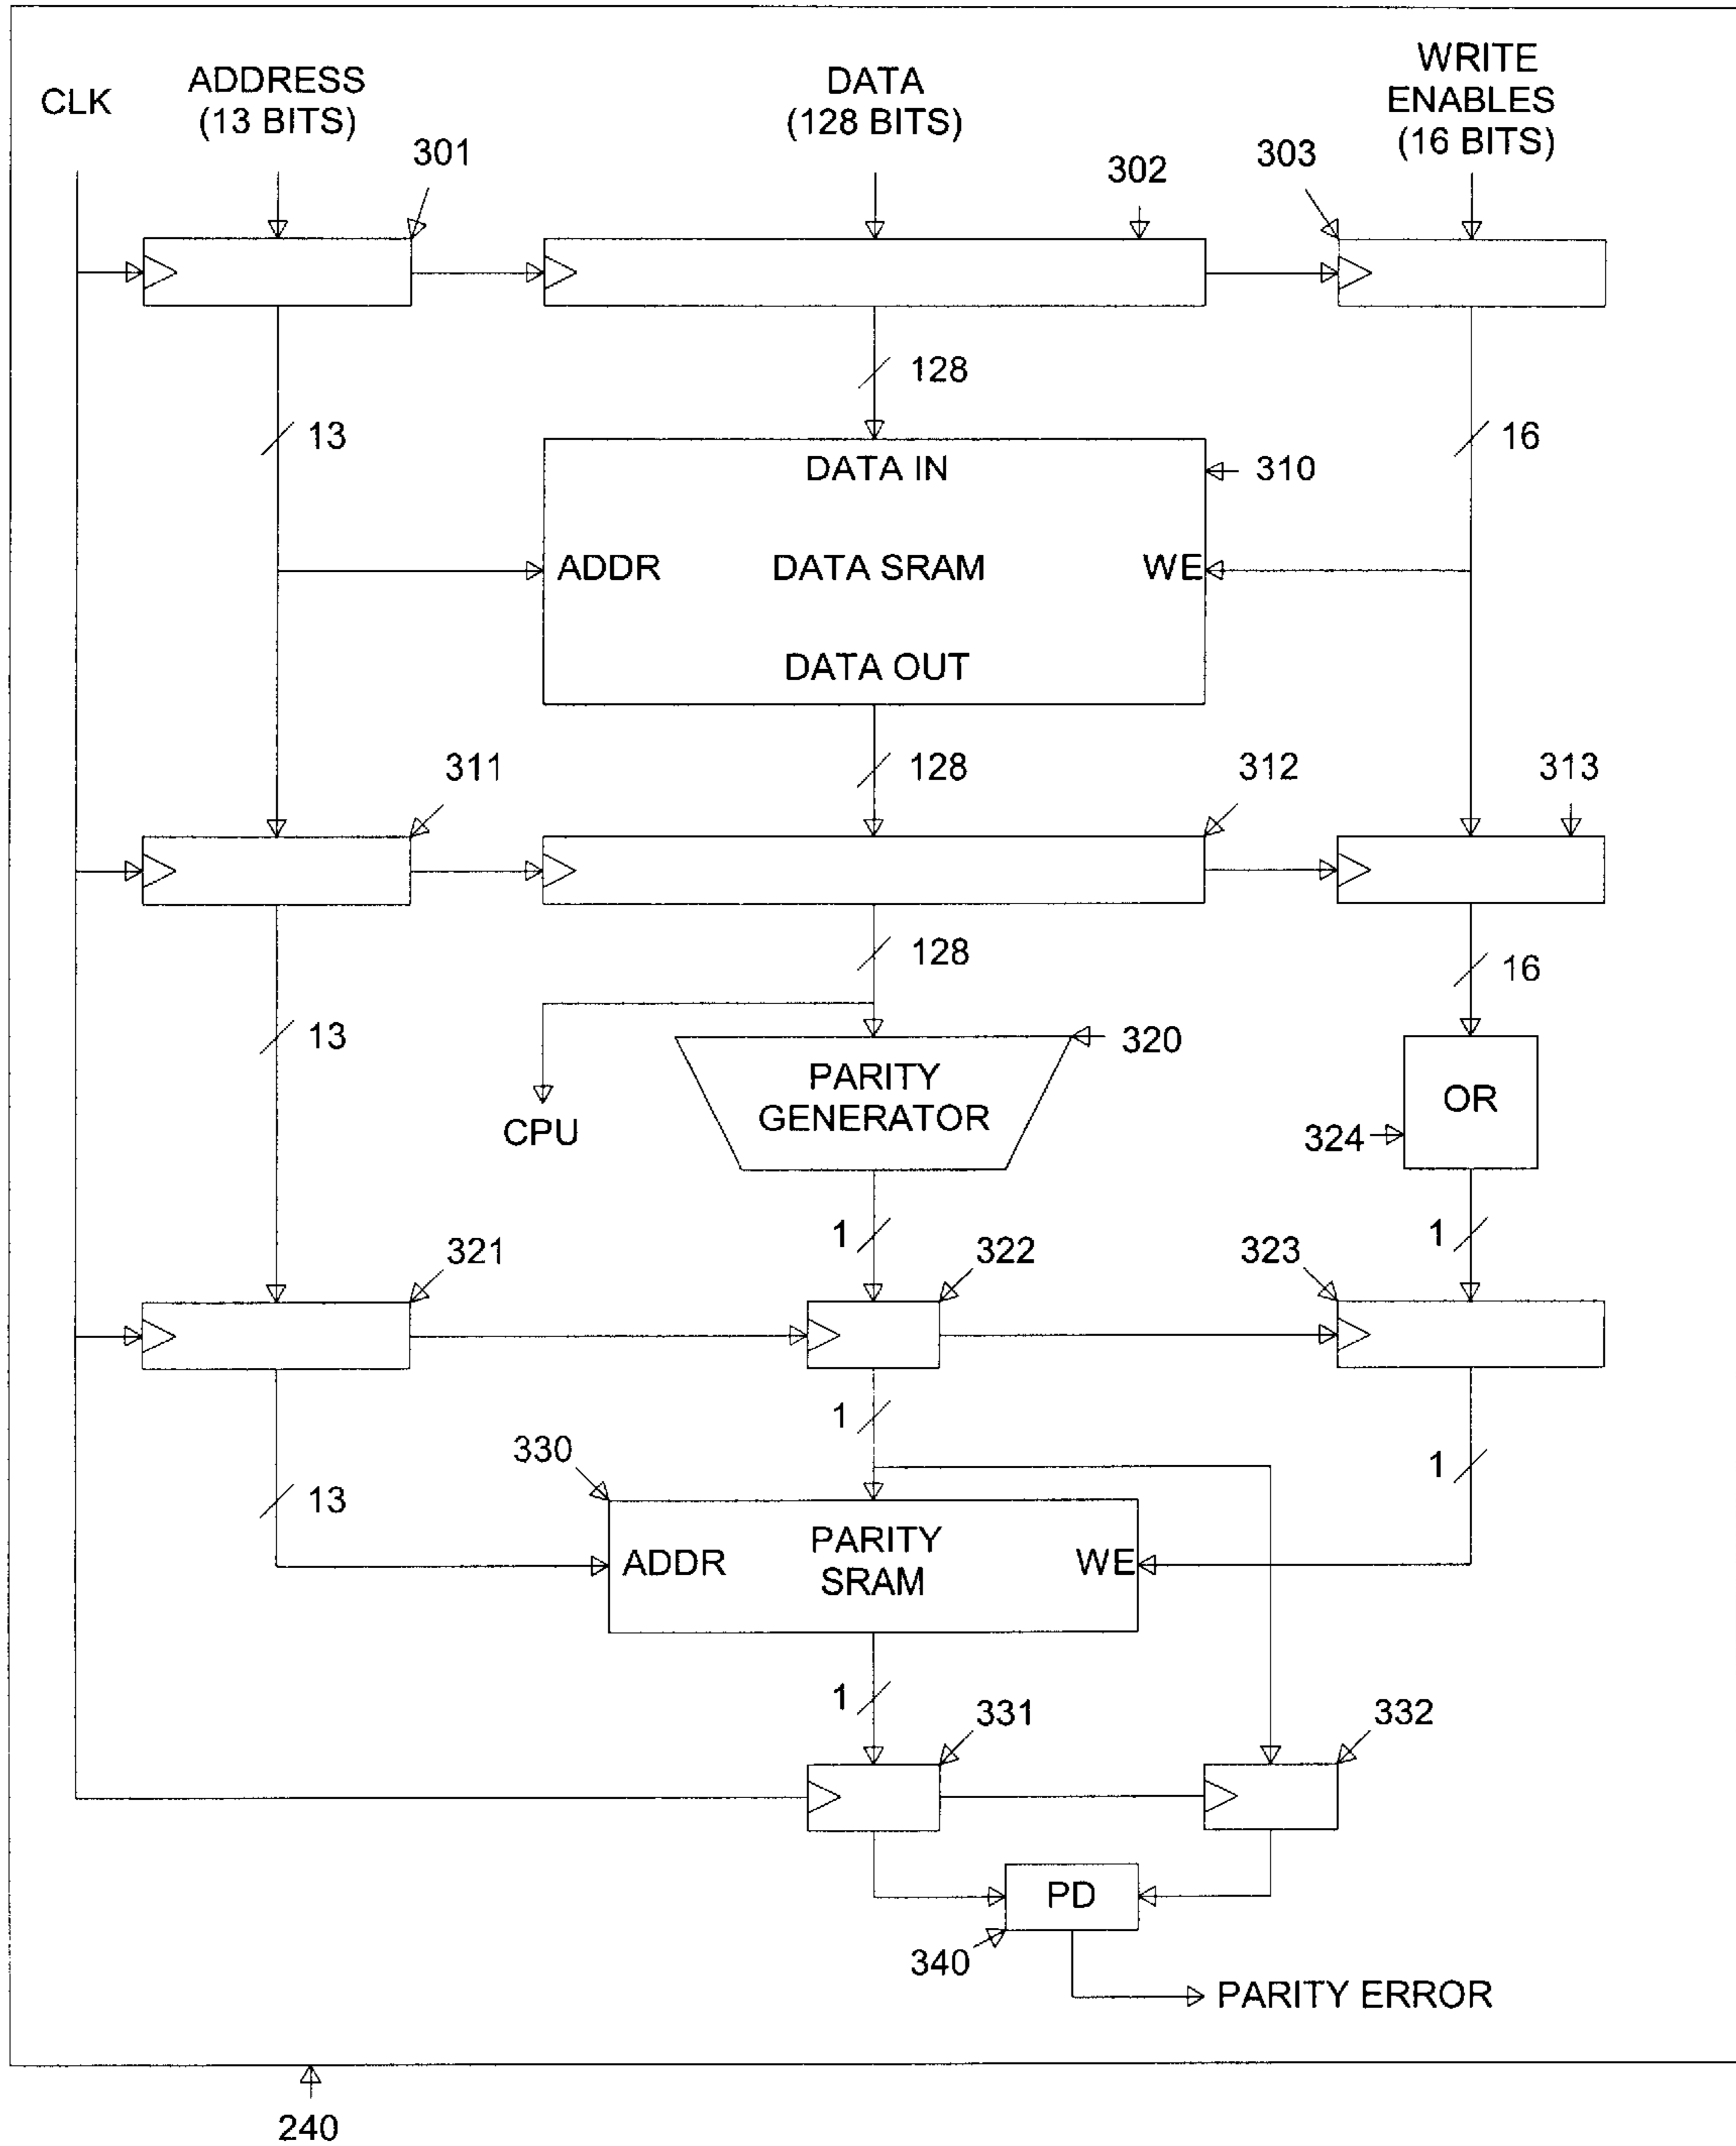 CLK
ADDRESS
(13 BITS)
DATA
(128 BITS)
WRITE
ENABLES
(16 BITS)
301
302
303
128
13
16
DATA IN
310
ADDR
DATA SRAM
WE
DATA OUT
311
128
312
313
128
16
13
320
PARITY
GENERATOR
CPU
OR
324
1
1
321
322
323
1
330
13
1
PARITY
SRAM
ADDR
WE
1
331
332
PD
340
PARITY ERROR
240